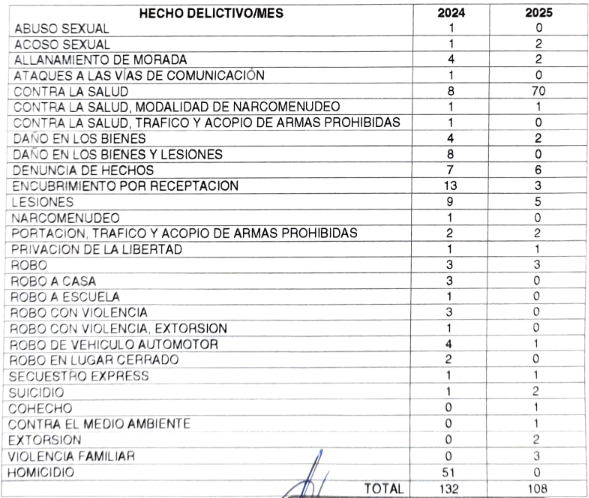 HECHO DELICTIVO/MES 2024 2025
ABUSO SEXUAL 1 0
ACOSO SEXUAL 1 2
ALLANAMIENTO DE MORADA 4 2
ATAQUES A LAS VÍAS DE COMUNICACIÓN 1 0
CONTRA LA SALUD 8 70
CONTRA LA SALUD, MODALIDAD DE NARCOMENUDEO 1 1
CONTRA LA SALUD, TRAFICO Y ACOPIO DE ARMAS PROHIBIDAS 1 0
DAÑO EN LOS BIENES 4 2
DAÑO EN LOS BIENES Y LESIONES 8 0
DENUNCIA DE HECHOS 7 6
ENCUBRIMIENTO POR RECEPTACION 13 3
LESIONES 9 5
NARCOMENUDEO 1 0
PORTACION, TRAFICO Y ACOPIO DE ARMAS PROHIBIDAS 2 2
PRIVACION DE LA LIBERTAD 1 1
ROBO 3 3
ROBO A CASA 3 0
ROBO A ESCUELA 1 0
ROBO CON VIOLENCIA 3 0
ROBO CON VIOLENCIA, EXTORSION 1 0
ROBO DE VEHICULO AUTOMOTOR 4 1
ROBO EN LUGAR CERRADO 2 0
SECUESTRO EXPRESS 1 1
SUICIDIO 1 2
COHECHO 0 1
CONTRA EL MEDIO AMBIENTE 0 1
EXTORSION 0 2
VIOLENCIA FAMILIAR 0 3
HOMICIDIO 51 0
TOTAL 132 108